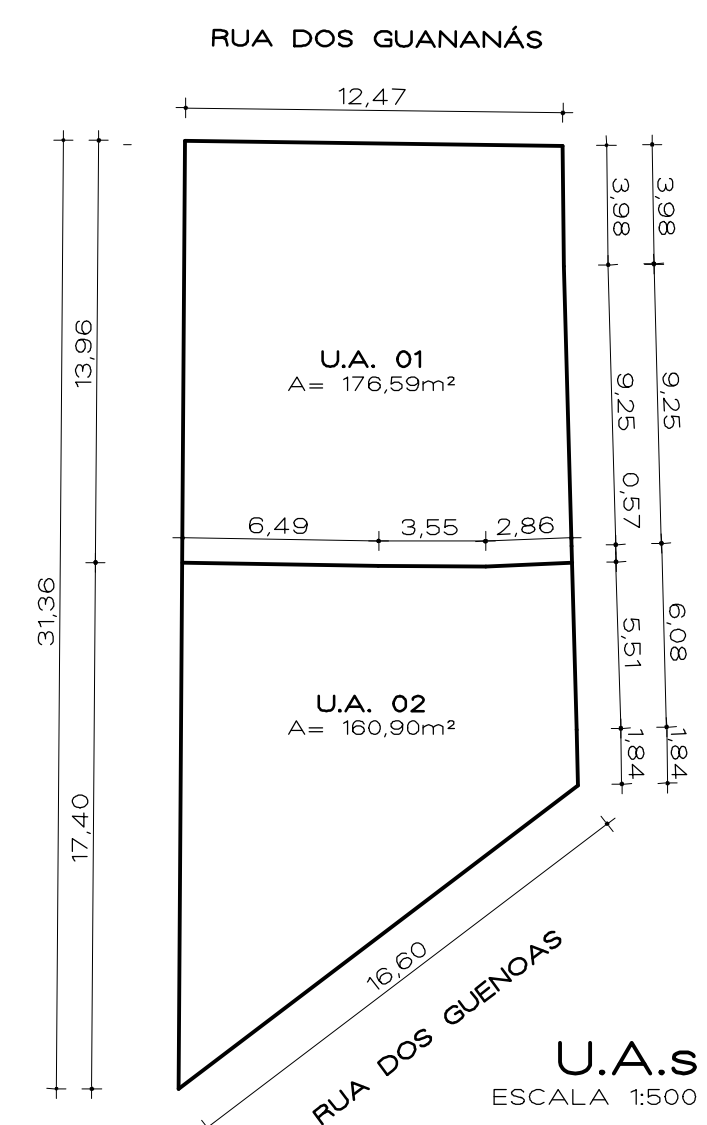 RUA DOS GUANANÁS
12,47
3,98
3,98
13,96
U.A. 01
A= 176,59m²
9,25
9,25
0,57
6,49
3,55
2,86
31,36
5,51
6,08
U.A. 02
A= 160,90m²
1,84
1,84
17,40
16,60
RUA DOS GUENOAS
U.A.s
ESCALA 1:500